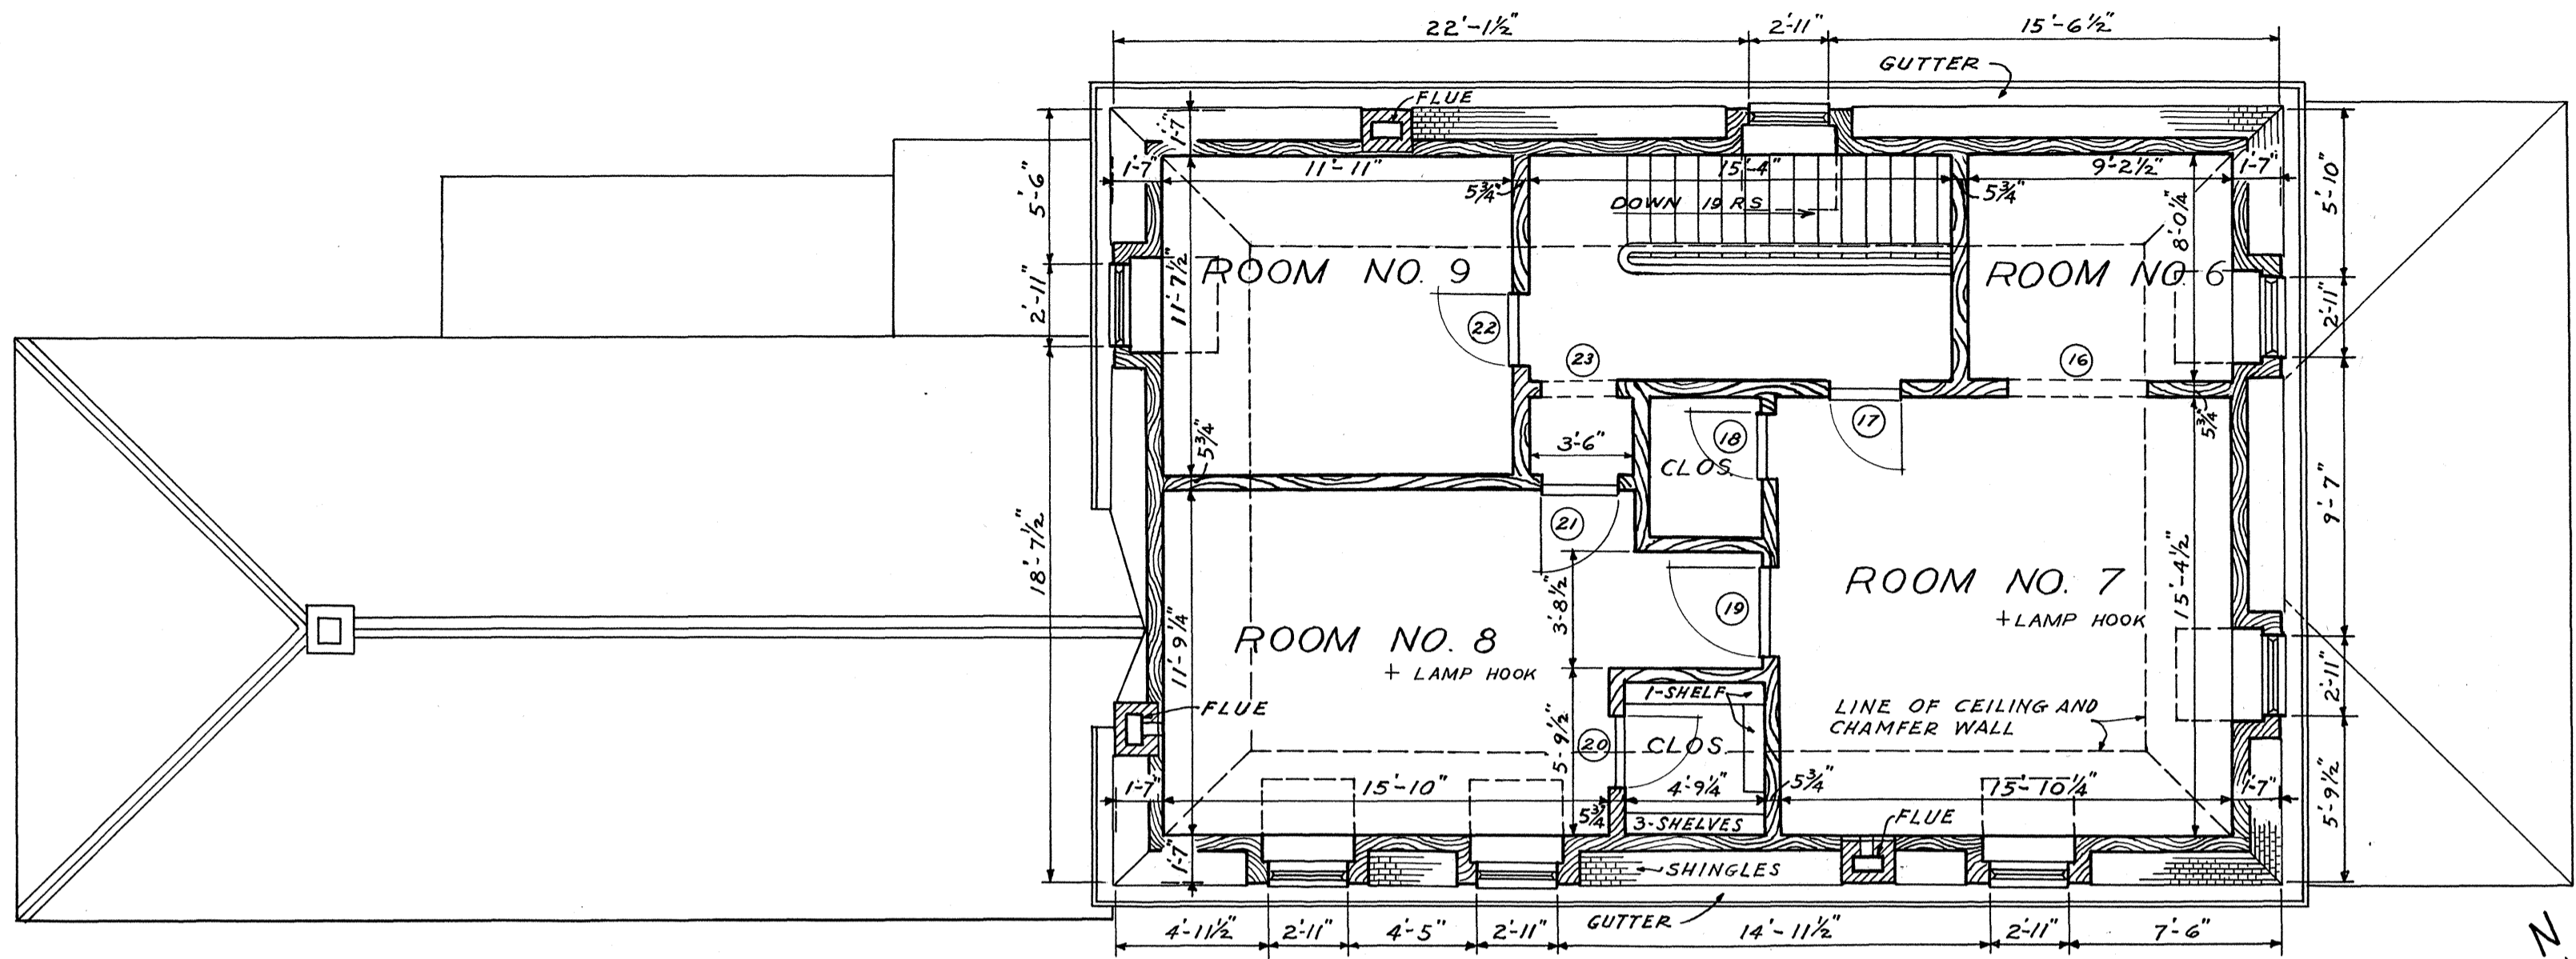 22'-1½" 2'-11" 15'-6½"
GUTTER
FLUE
1'-7"
1'-7" 11'-11" 5¾" 15'-4" 5¾" 9'-2½" 1'-7"
5'-6" 5'-10"
DOWN 19 RS
8'-0¼"
ROOM NO. 9 ROOM NO. 6
2'-11" 11'-7½" 2'-11"
22
23 16
5¾" 5¾"
3'-6" 18 17
CLOS.
9'-7"
21
18'-7½"
3'-8½" 19 ROOM NO. 7 15'-4½"
+LAMP HOOK
11'-9¼" ROOM NO. 8
+ LAMP HOOK
2'-11"
FLUE 1-SHELF LINE OF CEILING AND
CHAMFER WALL
5'-9½" 20 CLOS.
1'-7" 15'-10" 4'-9¼" 5¾" 15'-10¼" 1'-7"
5'-9½"
5¾" 3-SHELVES FLUE
1'-7" SHINGLES
GUTTER
4'-11½" 2'-11" 4'-5" 2'-11" 14'-11½" 2'-11" 7'-6"
N